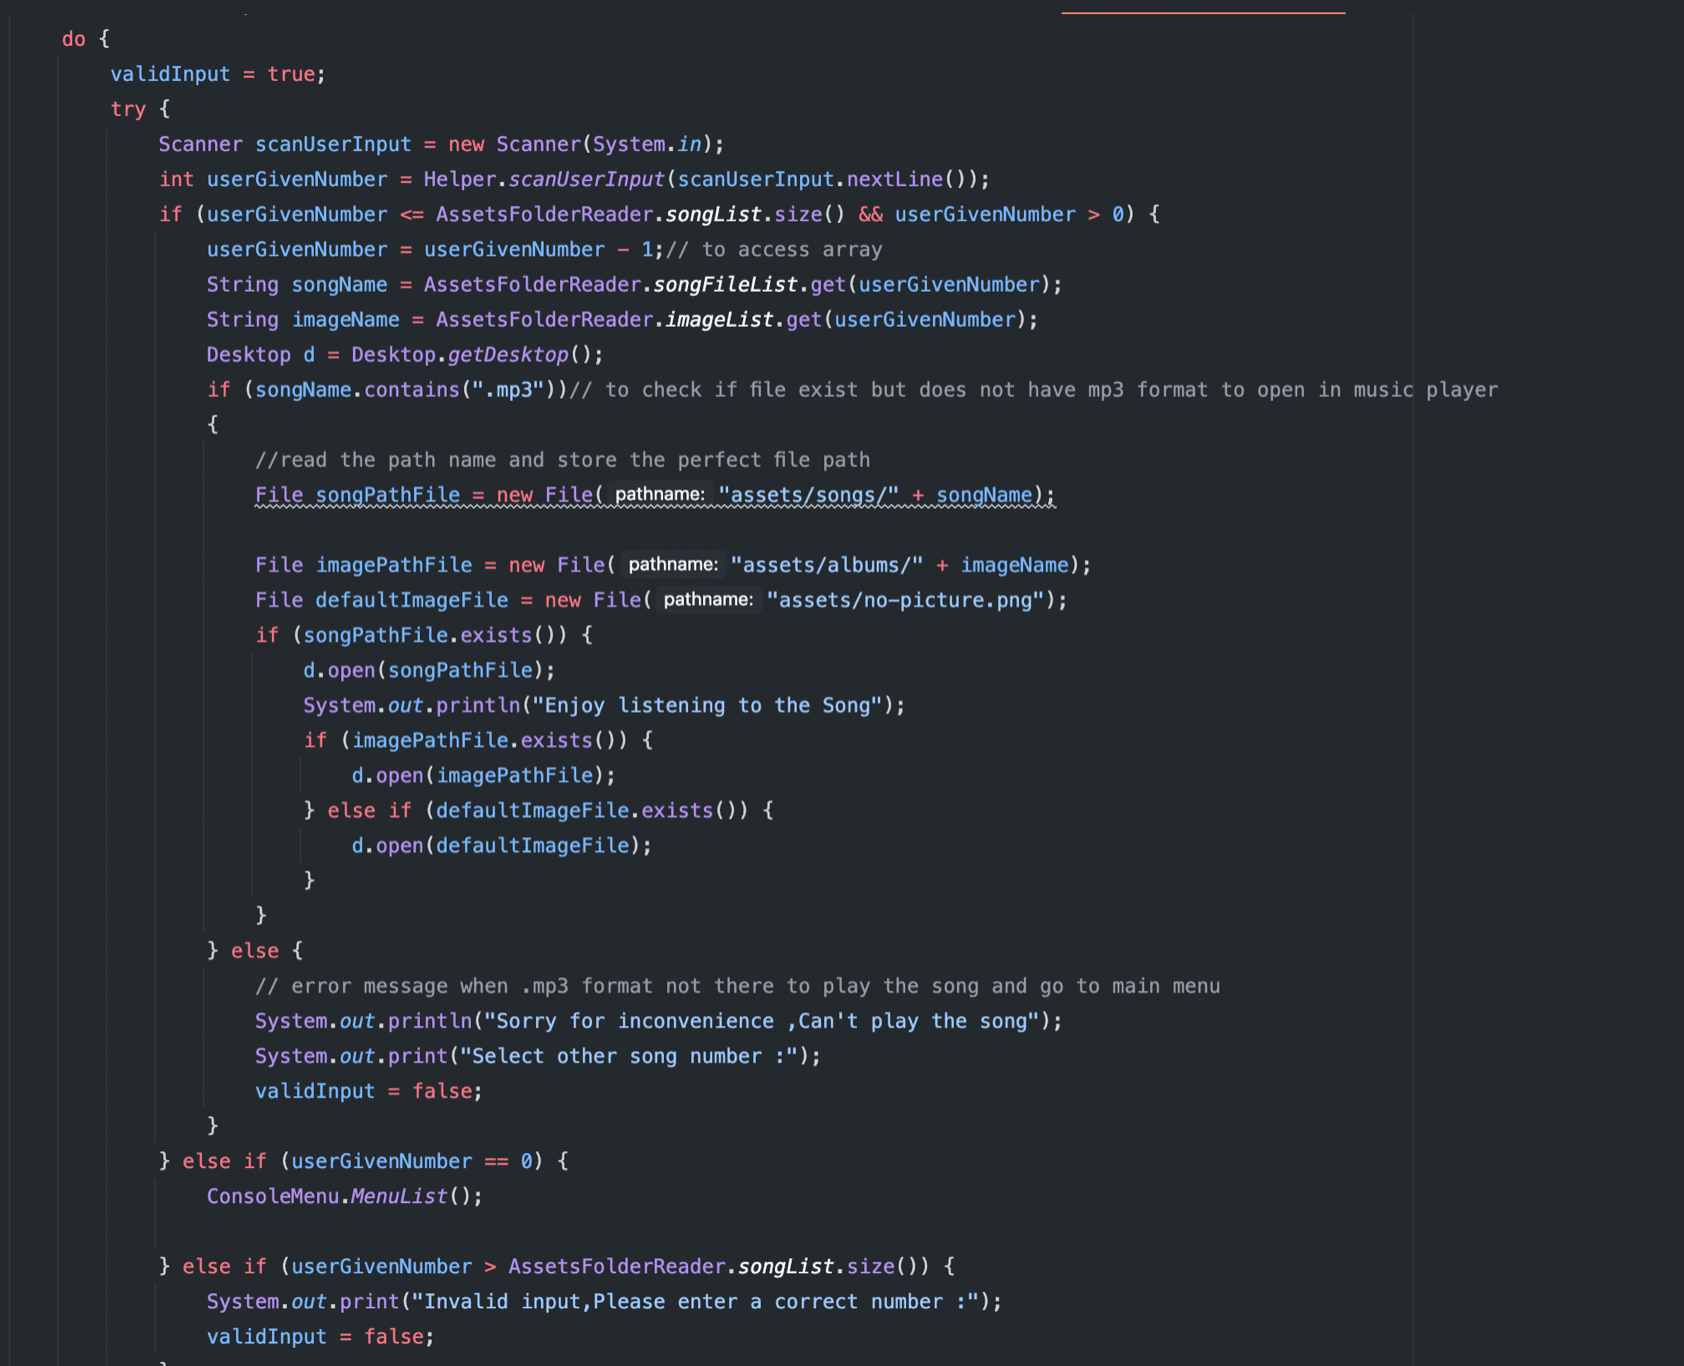 do {
validInput = true;
try {
Scanner scanUserInput = new Scanner(System.in);
int userGivenNumber = Helper.scanUserInput(scanUserInput.nextLine());
if (userGivenNumber <= AssetsFolderReader.songList.size() && userGivenNumber > 0) {
userGivenNumber = userGivenNumber - 1;// to access array
String songName = AssetsFolderReader.songFileList.get(userGivenNumber);
String imageName = AssetsFolderReader.imageList.get(userGivenNumber);
Desktop d = Desktop.getDesktop();
if (songName.contains(".mp3"))// to check if file exist but does not have mp3 format to open in music player
{
//read the path name and store the perfect file path
File songPathFile = new File( pathname: "assets/songs/" + songName);
File imagePathFile = new File( pathname: "assets/albums/" + imageName);
File defaultImageFile = new File( pathname: "assets/no-picture.png");
if (songPathFile.exists()) {
d.open(songPathFile);
System.out.println("Enjoy listening to the Song");
if (imagePathFile.exists()) {
d.open(imagePathFile);
} else if (defaultImageFile.exists()) {
d.open(defaultImageFile);
}
}
} else {
// error message when .mp3 format not there to play the song and go to main menu
System.out.println("Sorry for inconvenience ,Can't play the song");
System.out.print("Select other song number :");
validInput = false;
}
} else if (userGivenNumber == 0) {
ConsoleMenu.MenuList();
} else if (userGivenNumber > AssetsFolderReader.songList.size()) {
System.out.print("Invalid input,Please enter a correct number :");
validInput = false;